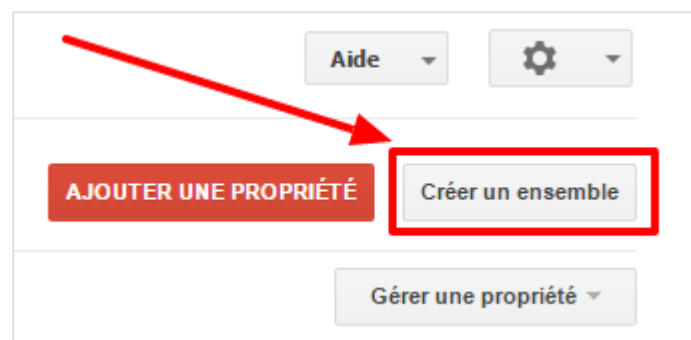 Aide
AJOUTER UNE PROPRIÉTÉ
Créer un ensemble
Gérer une propriété